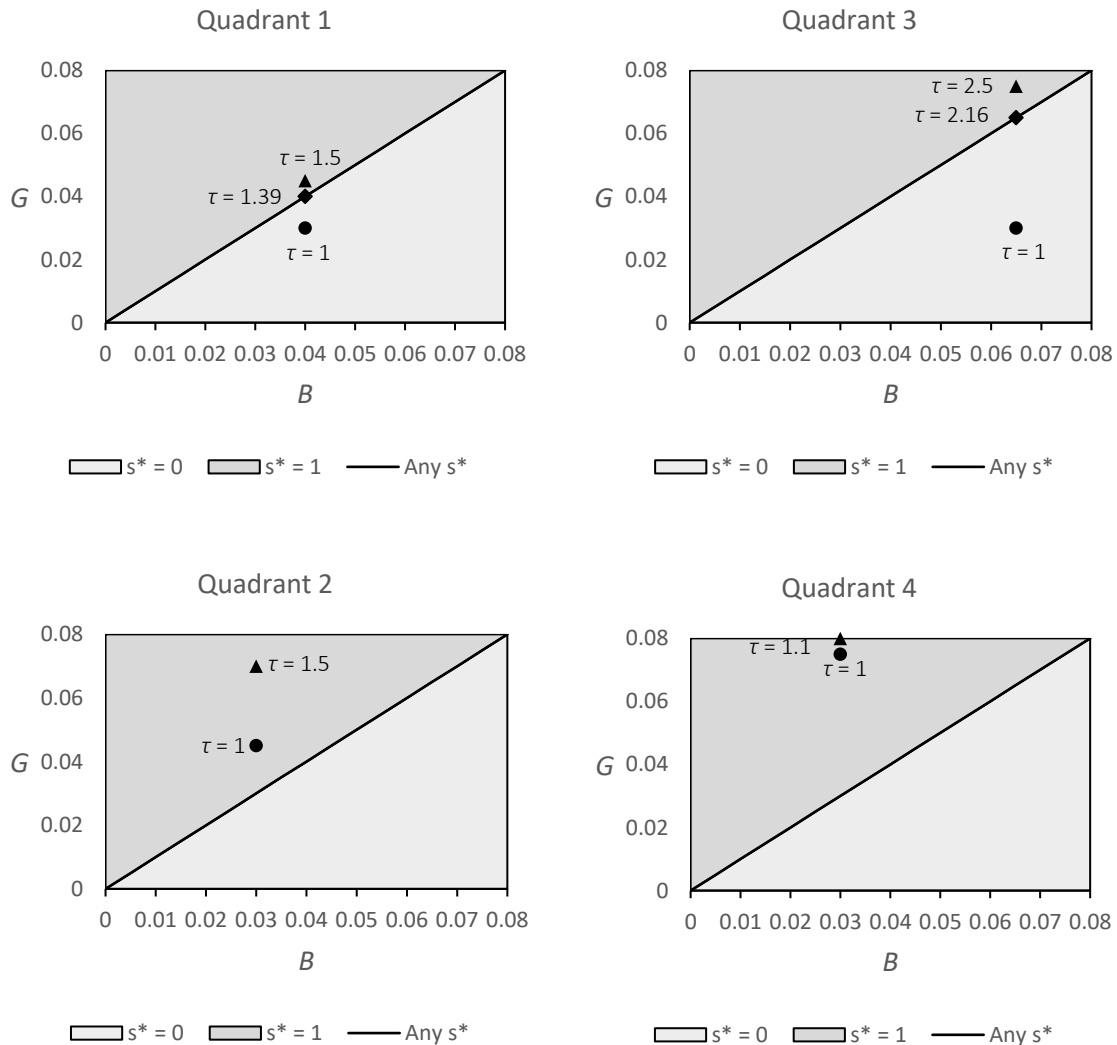 Quadrant 1
0.08
0.06
τ = 1.5
G
0.04
τ = 1.39
τ = 1
0.02
0
0 0.01 0.02 0.03 0.04 0.05 0.06 0.07 0.08
B
s* = 0 s* = 1 Any s*
Quadrant 3
0.08
τ = 2.5
0.06
τ = 2.16
G
0.04
τ = 1
0.02
0
0 0.01 0.02 0.03 0.04 0.05 0.06 0.07 0.08
B
s* = 0 s* = 1 Any s*
Quadrant 2
0.08
τ = 1.5
0.06
τ = 1
G
0.04
0.02
0
0 0.01 0.02 0.03 0.04 0.05 0.06 0.07 0.08
B
s* = 0 s* = 1 Any s*
Quadrant 4
0.08
τ = 1.1
τ = 1
0.06
G
0.04
0.02
0
0 0.01 0.02 0.03 0.04 0.05 0.06 0.07 0.08
B
s* = 0 s* = 1 Any s*